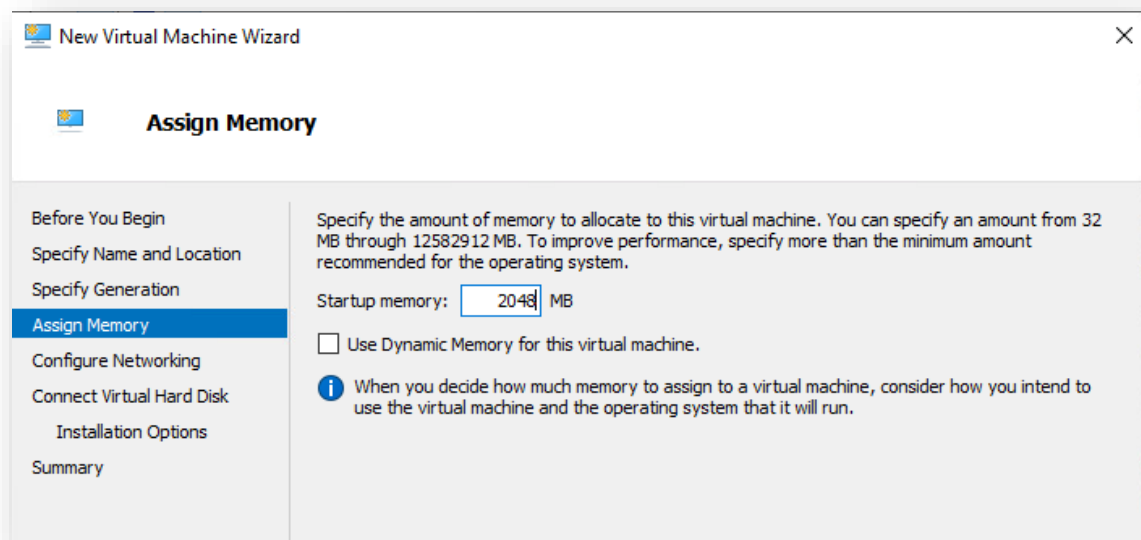 New Virtual Machine Wizard
Assign Memory
Before You Begin
Specify Name and Location
Specify Generation
Assign Memory
Configure Networking
Connect Virtual Hard Disk
Installation Options
Summary
Specify the amount of memory to allocate to this virtual machine. You can specify an amount from 32
MB through 12582912 MB. To improve performance, specify more than the minimum amount
recommended for the operating system.
Startup memory: 2048 MB
Use Dynamic Memory for this virtual machine.
When you decide how much memory to assign to a virtual machine, consider how you intend to
use the virtual machine and the operating system that it will run.